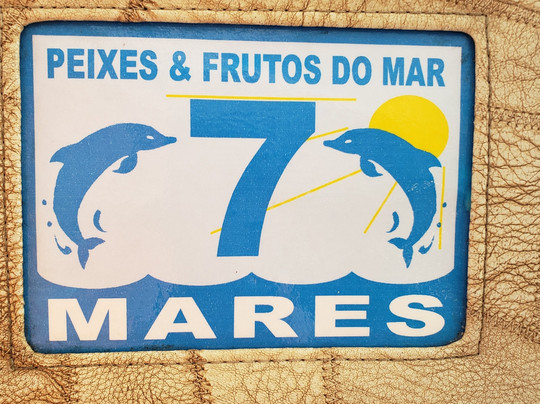 PEIXES & FRUTOS DO MAR
7
MARES